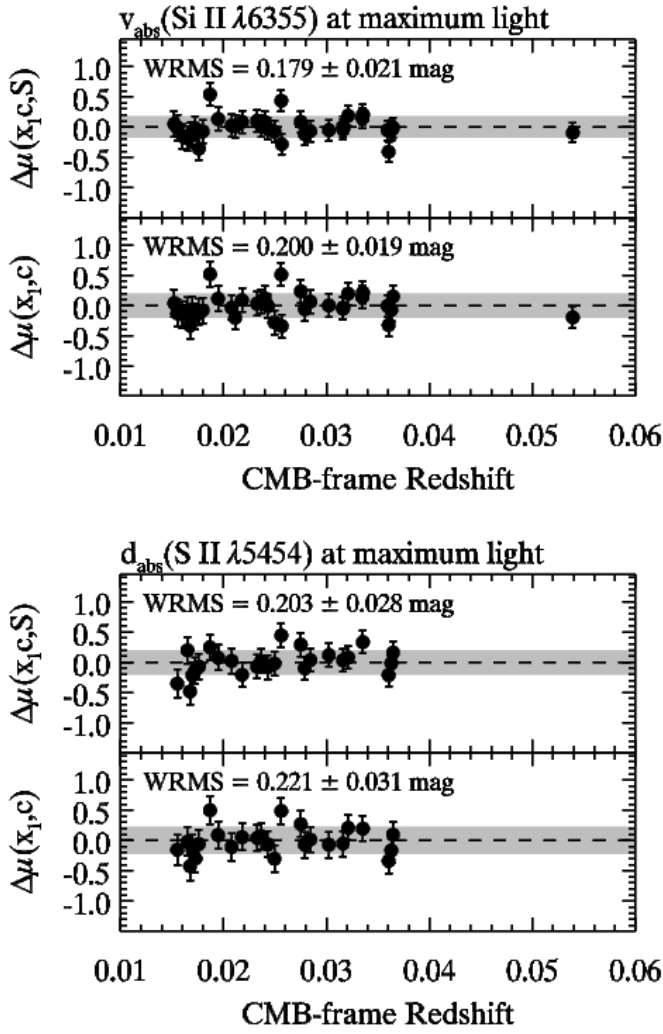 v_abs(Si II λ6355) at maximum light
WRMS = 0.179 ± 0.021 mag
Δμ(x₁c,S)
1.0
0.5
0.0
-0.5
-1.0
WRMS = 0.200 ± 0.019 mag
Δμ(x₁,c)
1.0
0.5
0.0
-0.5
-1.0
0.01 0.02 0.03 0.04 0.05 0.06
CMB-frame Redshift
d_abs(S II λ5454) at maximum light
WRMS = 0.203 ± 0.028 mag
Δμ(x₁c,S)
1.0
0.5
0.0
-0.5
-1.0
WRMS = 0.221 ± 0.031 mag
Δμ(x₁,c)
1.0
0.5
0.0
-0.5
-1.0
0.01 0.02 0.03 0.04 0.05 0.06
CMB-frame Redshift